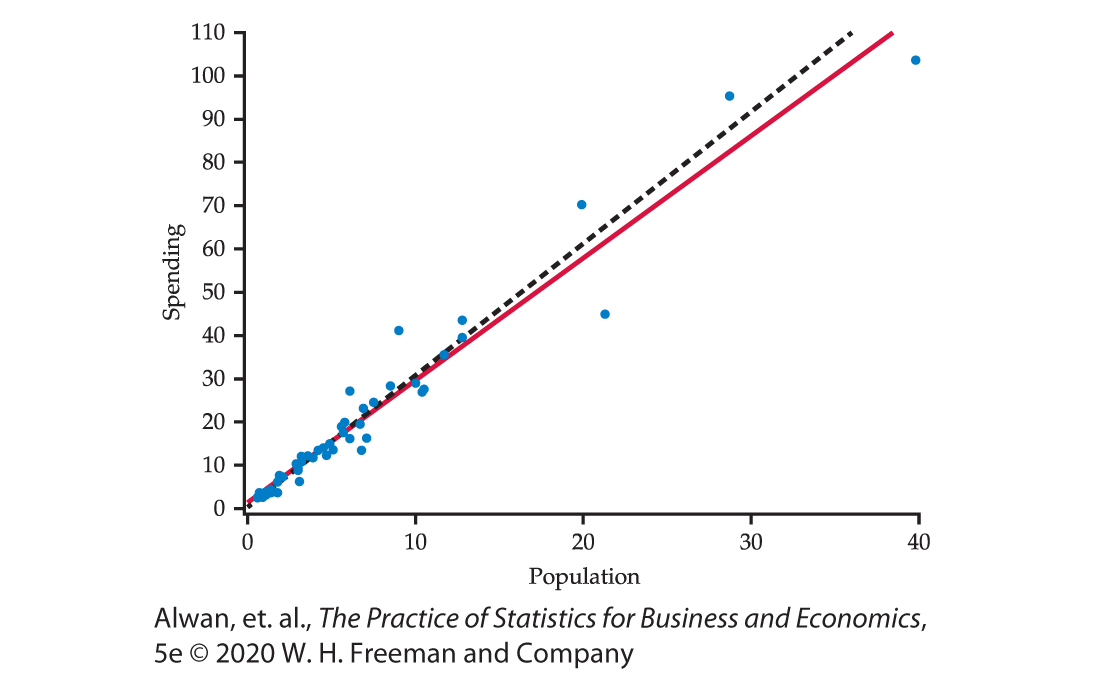 110
100
90
80
70
60
50
40
30
20
10
0
Spending
0 10 20 30 40
Population
Alwan, et. al., The Practice of Statistics for Business and Economics,
5e © 2020 W. H. Freeman and Company